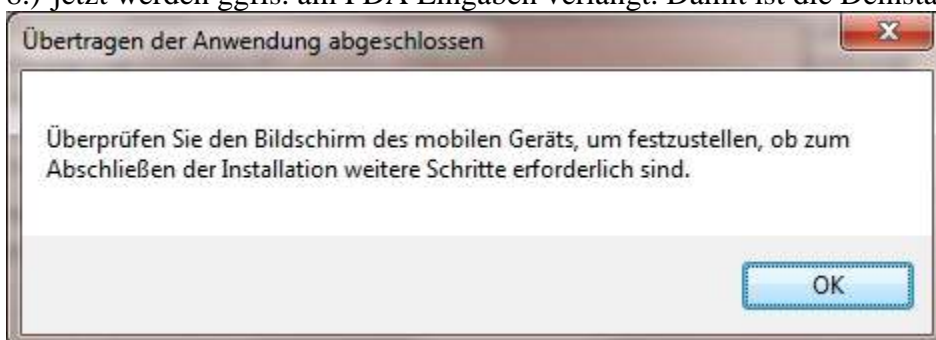 Übertragen der Anwendung abgeschlossen
Überprüfen Sie den Bildschirm des mobilen Geräts, um festzustellen, ob zum
Abschließen der Installation weitere Schritte erforderlich sind.
OK